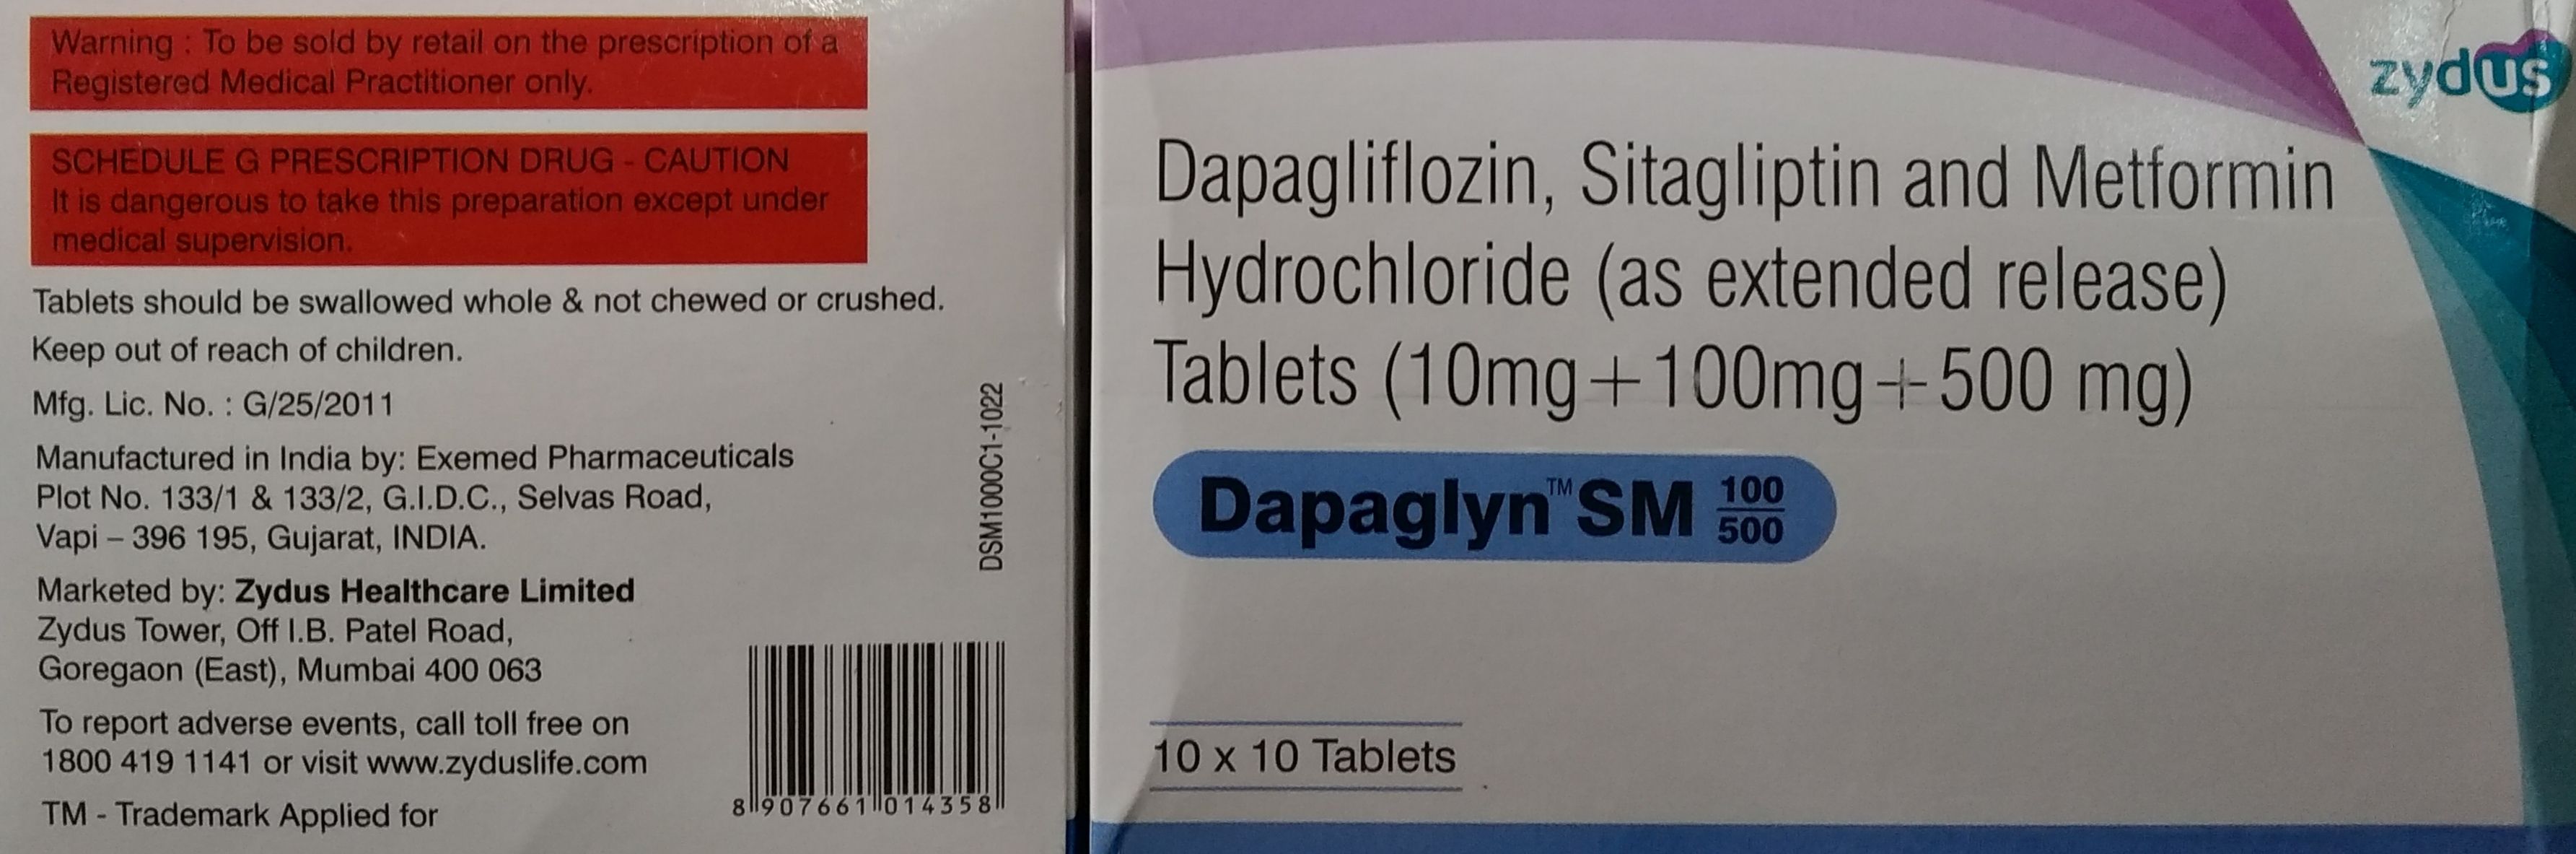 Warning : To be sold by retail on the prescription of a
Registered Medical Practitioner only.
SCHEDULE G PRESCRIPTION DRUG - CAUTION
It is dangerous to take this preparation except under
medical supervision.
Tablets should be swallowed whole & not chewed or crushed.
Keep out of reach of children.
Mfg. Lic. No. : G/25/2011
Manufactured in India by: Exemed Pharmaceuticals
Plot No. 133/1 & 133/2, G.I.D.C., Selvas Road,
Vapi – 396 195, Gujarat, INDIA.
Marketed by: Zydus Healthcare Limited
Zydus Tower, Off I.B. Patel Road,
Goregaon (East), Mumbai 400 063
To report adverse events, call toll free on
1800 419 1141 or visit www.zyduslife.com
TM - Trademark Applied for
DSM1000C1-1022
8 907661 014358
zydus
Dapagliflozin, Sitagliptin and Metformin
Hydrochloride (as extended release)
Tablets (10mg+100mg+500 mg)
Dapaglyn™ SM 100
500
10 x 10 Tablets